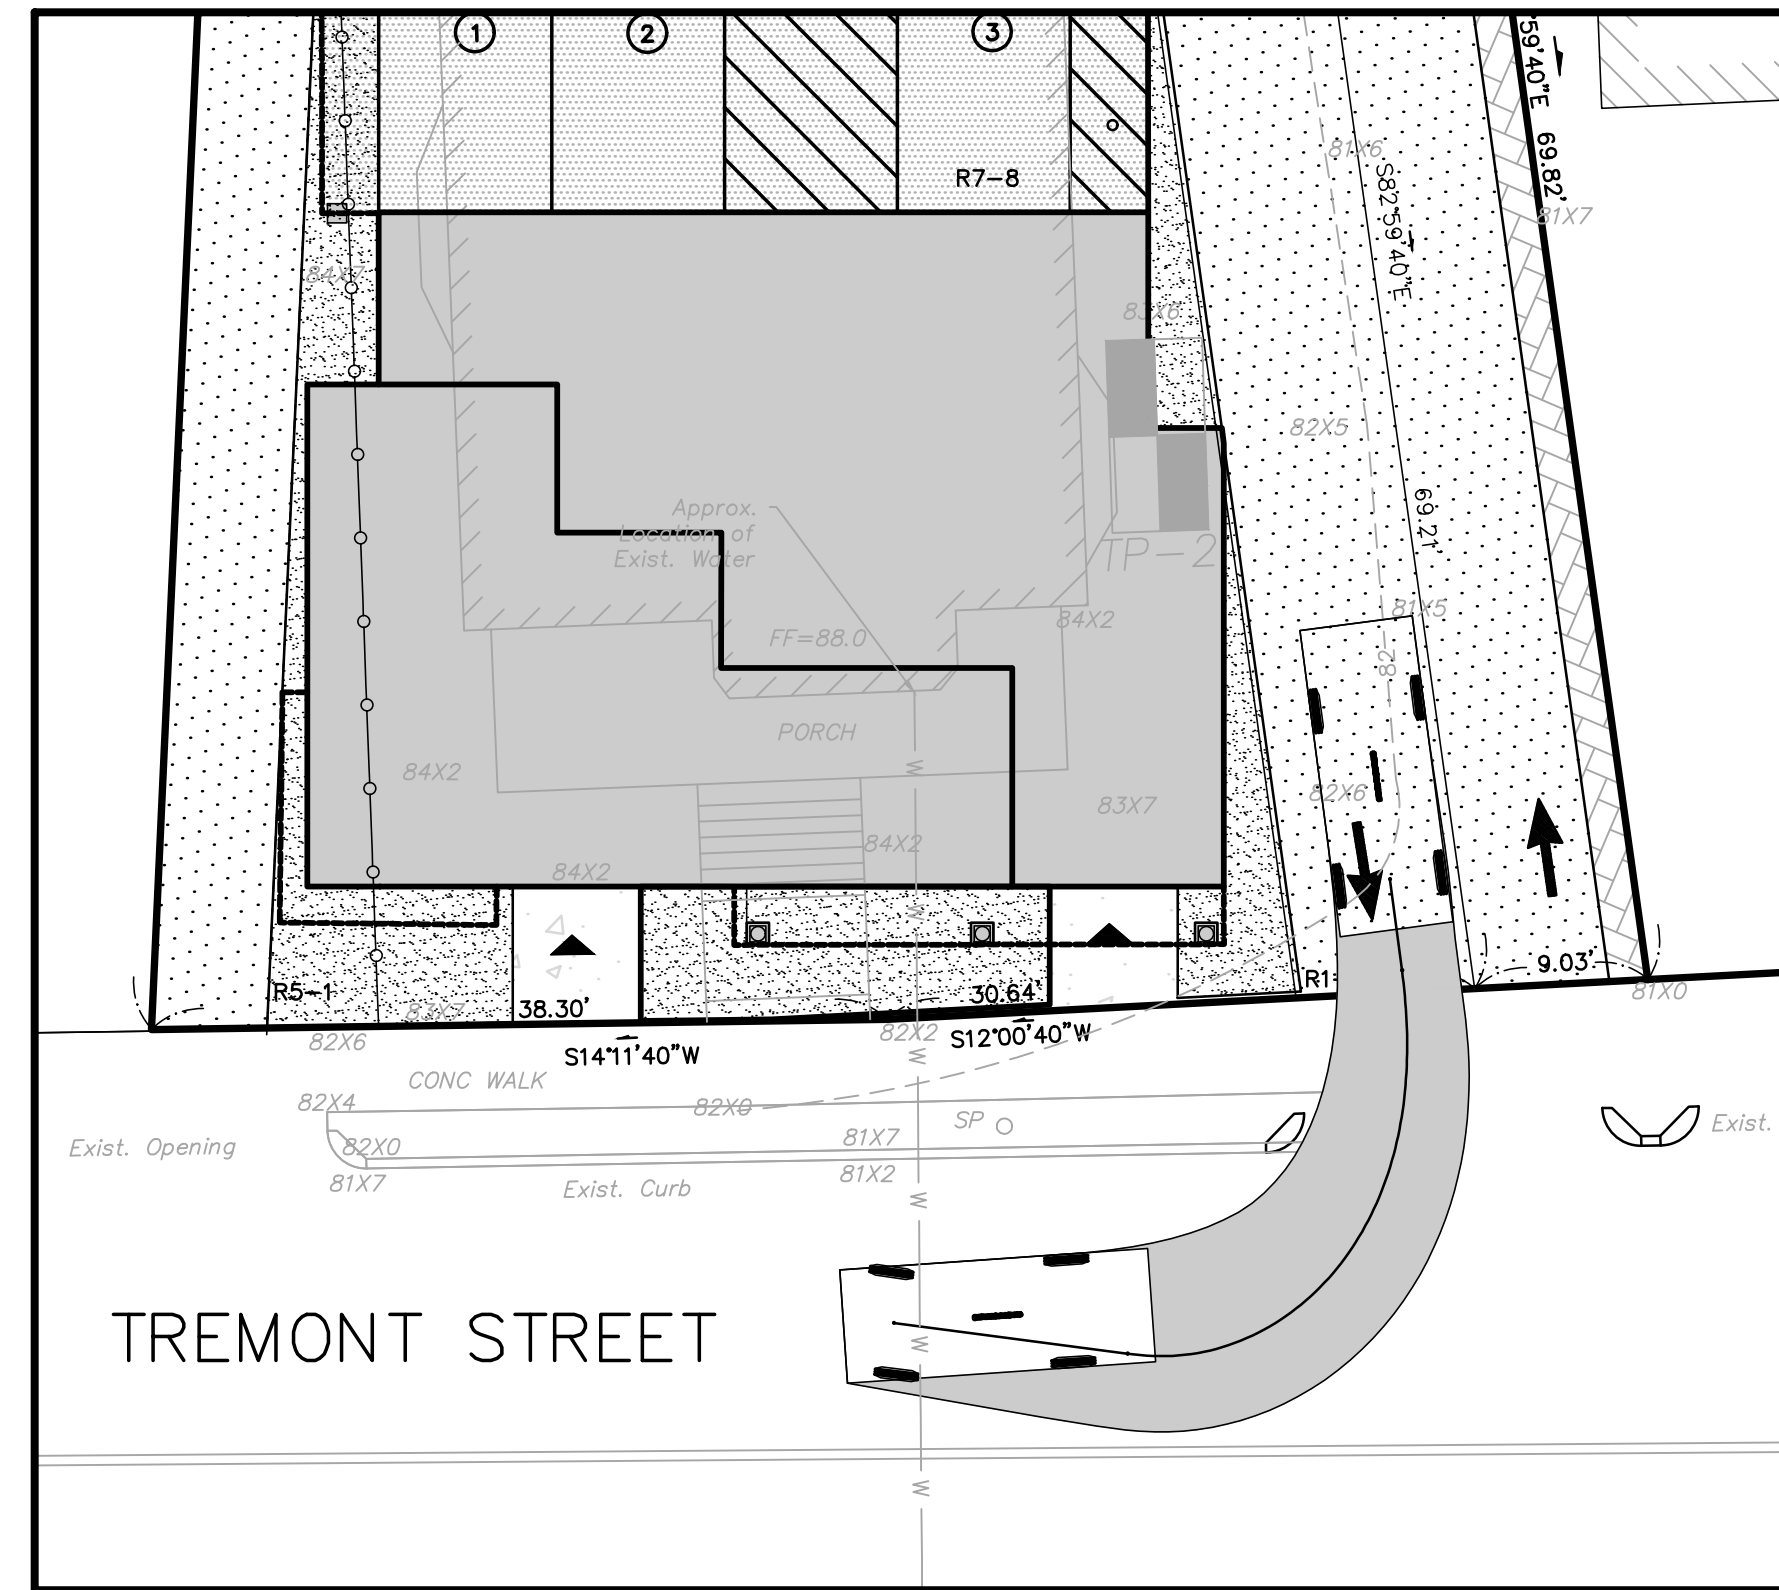 1
2
3
R7-8
59'40"E 69.82'
81X6
S82°59'40"E
81X7
84X7
83X6
82X5
69.21'
Approx.
Location of
Exist. Water
TP-2
81X5
84X2
FF=88.0
82
PORCH
84X2
82X6
83X7
84X2
84X2
W
W
R5-1
83X7
38.30'
30.64'
R1-
9.03'
81X0
82X6
S14°11'40"W
82X2
S12°00'40"W
W
CONC WALK
82X4
82X0
SP
Exist. Opening
82X0
81X7
Exist.
81X7
Exist. Curb
81X2
W
TREMONT STREET
W
W